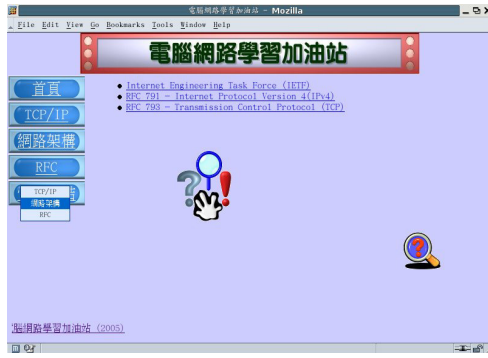 電腦網路學習加油站 - Mozilla
File Edit View Go Bookmarks Tools Window Help
電腦網路學習加油站
首頁
TCP/IP
網路架構
RFC
Internet Engineering Task Force (IETF)
RFC 791 - Internet Protocol Version 4(IPv4)
RFC 793 - Transmission Control Protocol (TCP)
TCP/IP
網路架構
RFC
腦網路學習加油站 (2005)